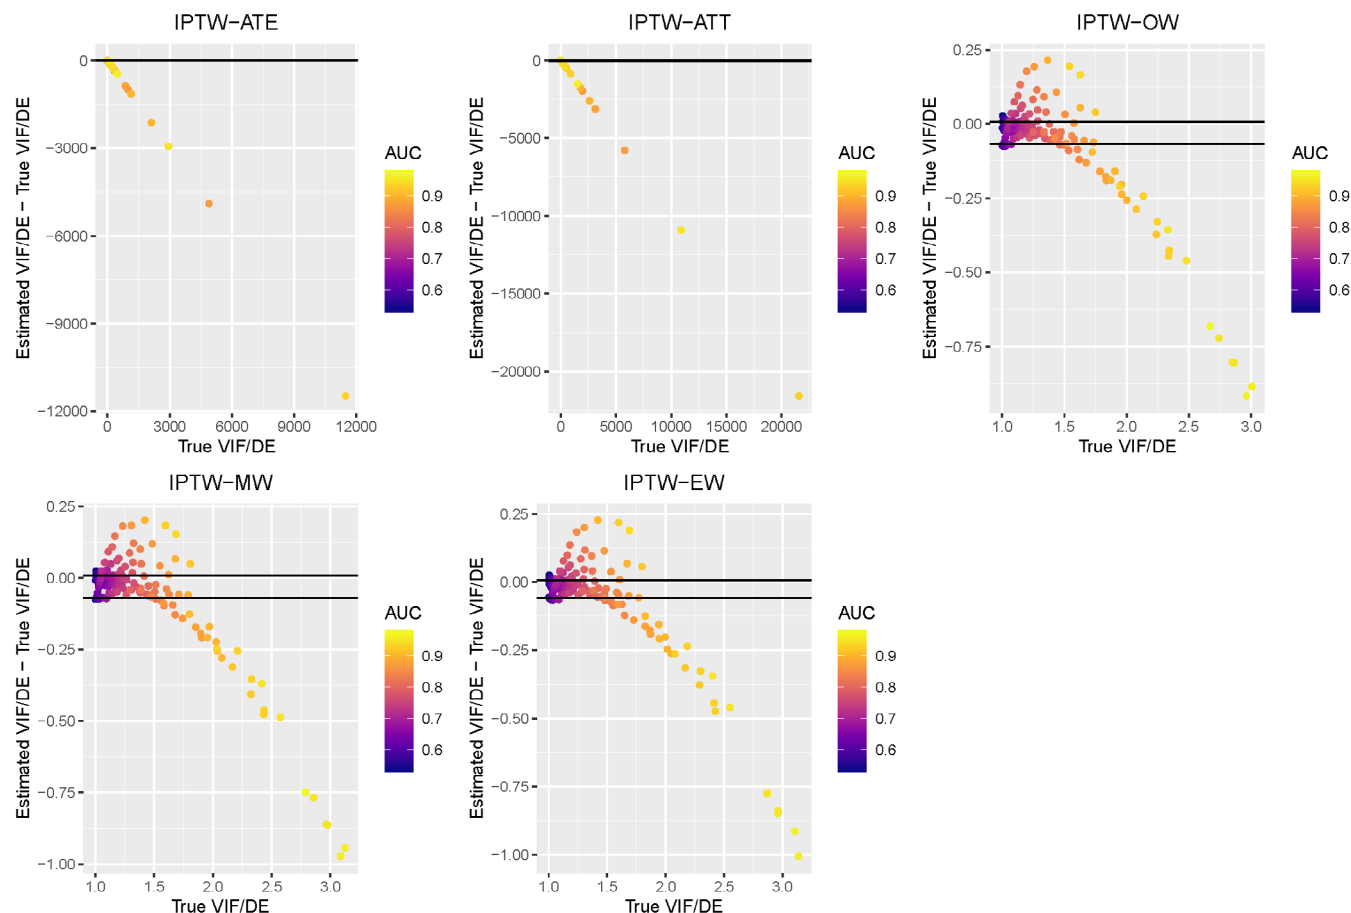 IPTW−ATE
Estimated VIF/DE − True VIF/DE
0
−3000
−6000
−9000
−12000
0 3000 6000 9000 12000
True VIF/DE
AUC
0.9
0.8
0.7
0.6
IPTW−ATT
Estimated VIF/DE − True VIF/DE
0
−5000
−10000
−15000
−20000
0 5000 10000 15000 20000
True VIF/DE
AUC
0.9
0.8
0.7
0.6
IPTW−OW
Estimated VIF/DE − True VIF/DE
0.25
0.00
−0.25
−0.50
−0.75
1.0 1.5 2.0 2.5 3.0
True VIF/DE
AUC
0.9
0.8
0.7
0.6
IPTW−MW
Estimated VIF/DE − True VIF/DE
0.25
0.00
−0.25
−0.50
−0.75
−1.00
1.0 1.5 2.0 2.5 3.0
True VIF/DE
AUC
0.9
0.8
0.7
0.6
IPTW−EW
Estimated VIF/DE − True VIF/DE
0.25
0.00
−0.25
−0.50
−0.75
−1.00
1.0 1.5 2.0 2.5 3.0
True VIF/DE
AUC
0.9
0.8
0.7
0.6